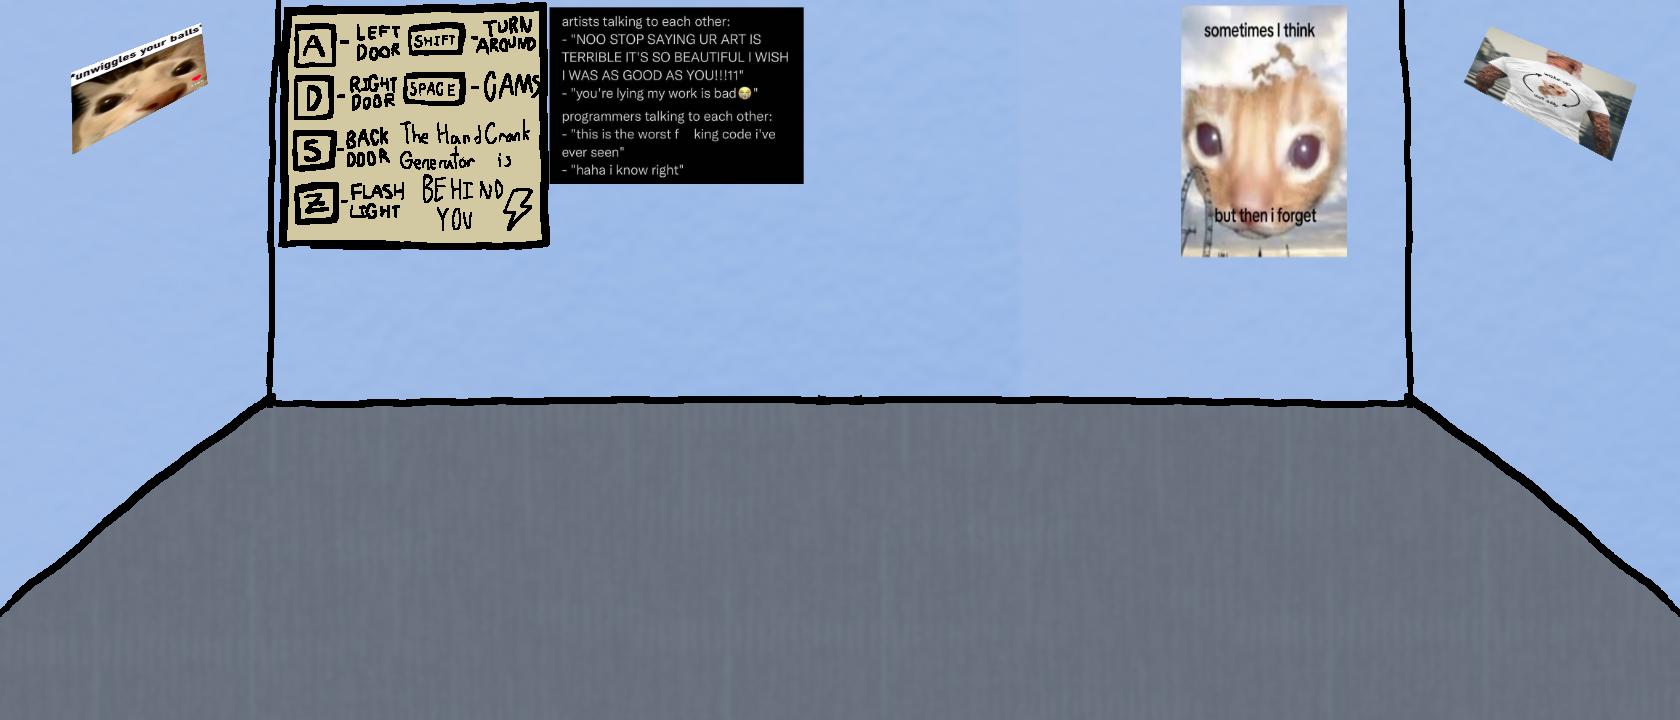 *unwiggles your balls*
A - LEFT DOOR
SHIFT - TURN AROUND
D - RIGHT DOOR
SPACE - CAMS
S - BACK DOOR
Z - FLASH LIGHT
The Hand Crank
Generator is
BEHIND
YOU
artists talking to each other:
- "NOO STOP SAYING UR ART IS
TERRIBLE IT'S SO BEAUTIFUL I WISH
I WAS AS GOOD AS YOU!!!11"
- "you're lying my work is bad😭"
programmers talking to each other:
- "this is the worst f king code i've
ever seen"
- "haha i know right"
sometimes I think
but then i forget
wake up